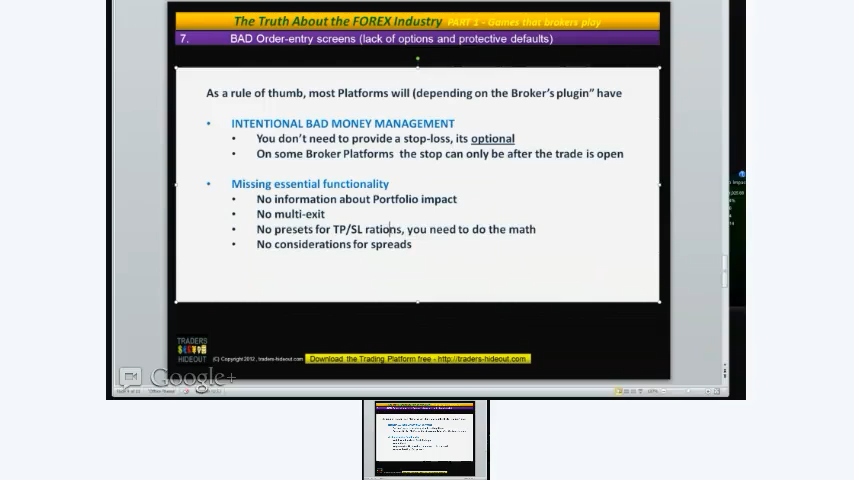 The Truth About the FOREX Industry PART 1 - Games that brokers play
7. BAD Order-entry screens (lack of options and protective defaults)
As a rule of thumb, most Platforms will (depending on the Broker's plugin" have
• INTENTIONAL BAD MONEY MANAGEMENT
• You don't need to provide a stop-loss, its optional
• On some Broker Platforms the stop can only be after the trade is open
• Missing essential functionality
• No information about Portfolio impact
• No multi-exit
• No presets for TP/SL rations, you need to do the math
• No considerations for spreads
TRADERS
HIDEOUT
(C) Copyright 2012, traders-hideout.com
Download the Trading Platform free - http://traders-hideout.com
Google+